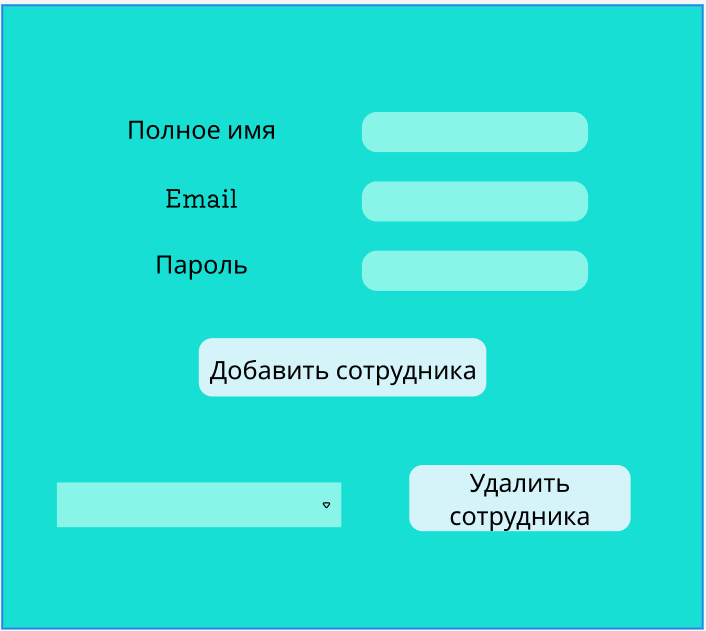 Полное имя
Email
Пароль
Добавить сотрудника
Удалить
сотрудника